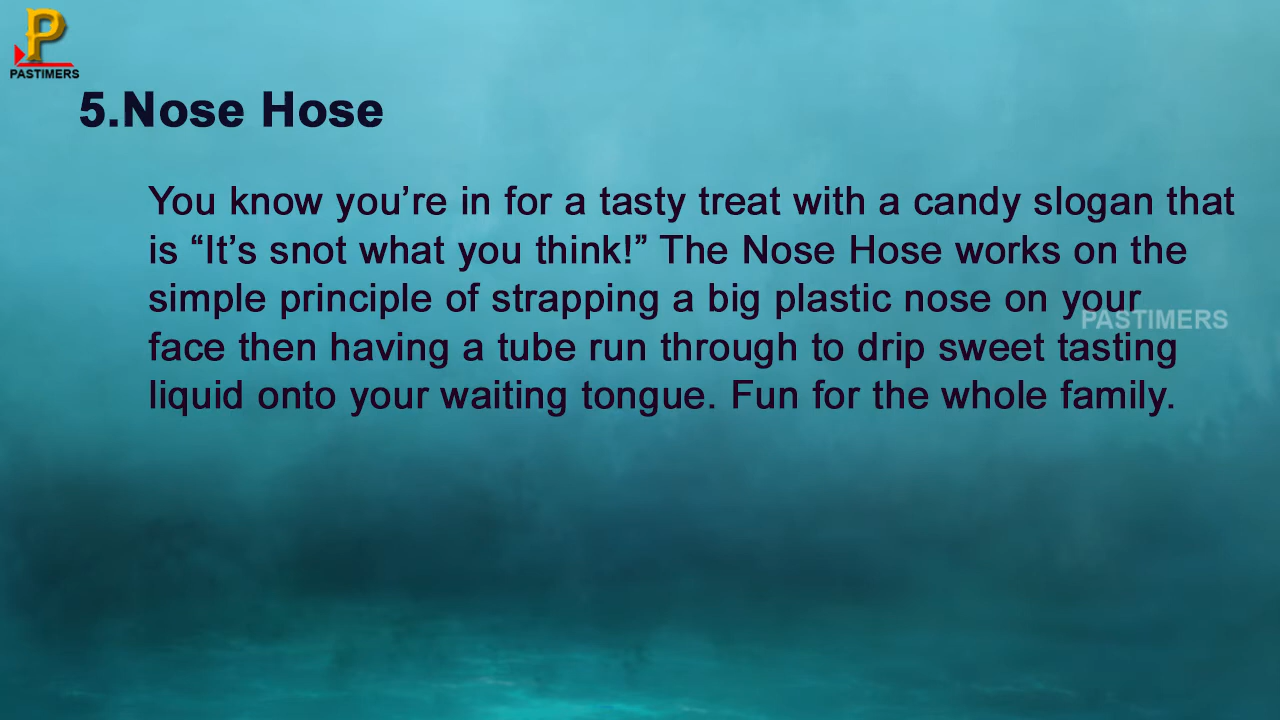 PASTIMERS
5.Nose Hose
You know you’re in for a tasty treat with a candy slogan that
is “It’s snot what you think!” The Nose Hose works on the
simple principle of strapping a big plastic nose on your
PASTIMERS
face then having a tube run through to drip sweet tasting
liquid onto your waiting tongue. Fun for the whole family.